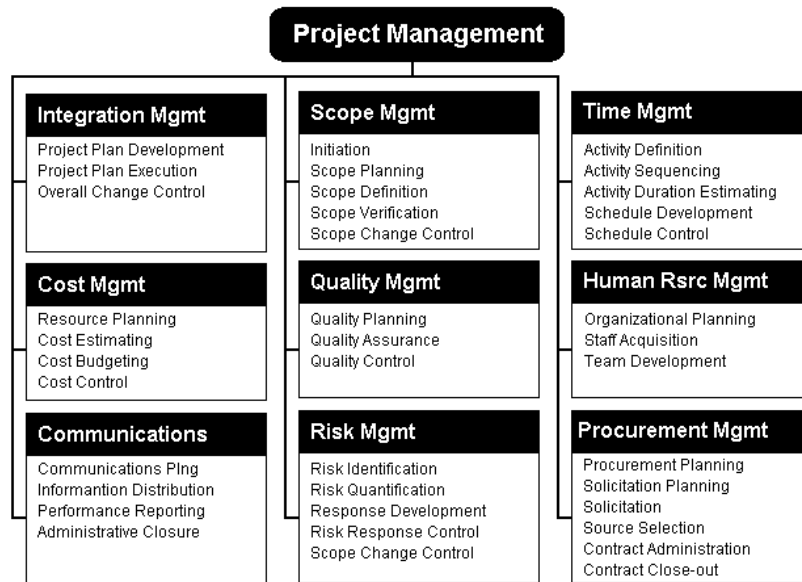 Project Management
Integration Mgmt
Project Plan Development
Project Plan Execution
Overall Change Control
Scope Mgmt
Initiation
Scope Planning
Scope Definition
Scope Verification
Scope Change Control
Time Mgmt
Activity Definition
Activity Sequencing
Activity Duration Estimating
Schedule Development
Schedule Control
Cost Mgmt
Resource Planning
Cost Estimating
Cost Budgeting
Cost Control
Quality Mgmt
Quality Planning
Quality Assurance
Quality Control
Human Rsrc Mgmt
Organizational Planning
Staff Acquisition
Team Development
Communications
Communications Plng
Informantion Distribution
Performance Reporting
Administrative Closure
Risk Mgmt
Risk Identification
Risk Quantification
Response Development
Risk Response Control
Scope Change Control
Procurement Mgmt
Procurement Planning
Solicitation Planning
Solicitation
Source Selection
Contract Administration
Contract Close-out